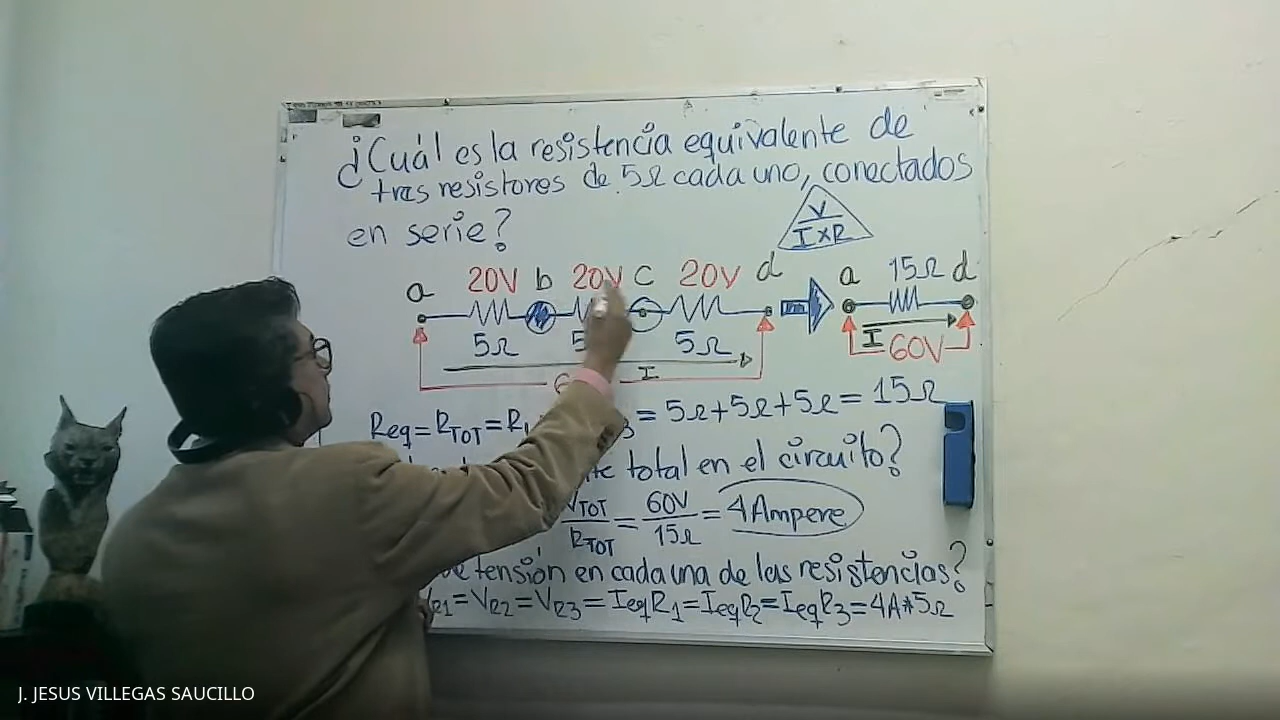 ¿Cuál es la resistencia equivalente de
tres resistores de 5Ω cada uno, conectados
en serie?
V
I x R
a 20V b 20V c 20V d a 15Ω d
5Ω 5 5Ω
I
I
60V
Req = RTOT = R1 3 = 5Ω+5Ω+5Ω = 15Ω
total en el circuito?
VTOT
RTOT
= 60V
15Ω
= 4 Ampere
de tensión en cada una de las resistencias?
VR1 = VR2 = VR3 = IeqR1 = IeqR2 = IeqR3 = 4A*5Ω
J. JESUS VILLEGAS SAUCILLO